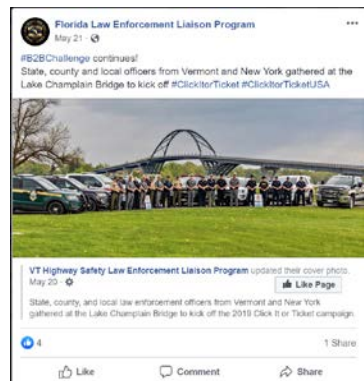 Florida Law Enforcement Liaison Program
May 21 ·
#B2BChallenge continues!
State, county and local officers from Vermont and New York gathered at the
Lake Champlain Bridge to kick off #ClickItorTicket #ClickItorTicketUSA
VT Highway Safety Law Enforcement Liaison Program updated their cover photo.
May 20 ·
Like Page
State, county, and local law enforcement officers from Vermont and New York
gathered at the Lake Champlain Bridge to kick off the 2019 Click It or Ticket campaign.
4
1 Share
Like
Comment
Share